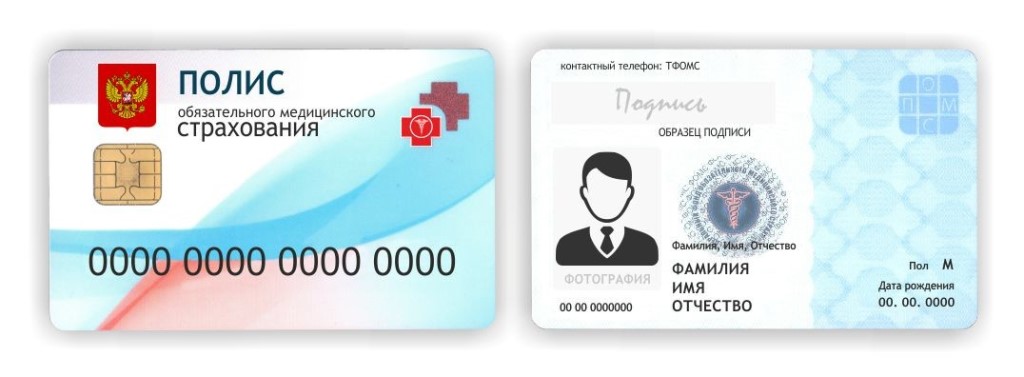 ПОЛИС
обязательного медицинского
страхования
0000 0000 0000 0000
контактный телефон: ТФОМС
Подпись
ОБРАЗЕЦ ПОДПИСИ
П О М С
Фамилия, Имя, Отчество
ФАМИЛИЯ
ИМЯ
ОТЧЕСТВО
ФОТОГРАФИЯ
00 00 0000000
Пол М
Дата рождения
00. 00. 0000